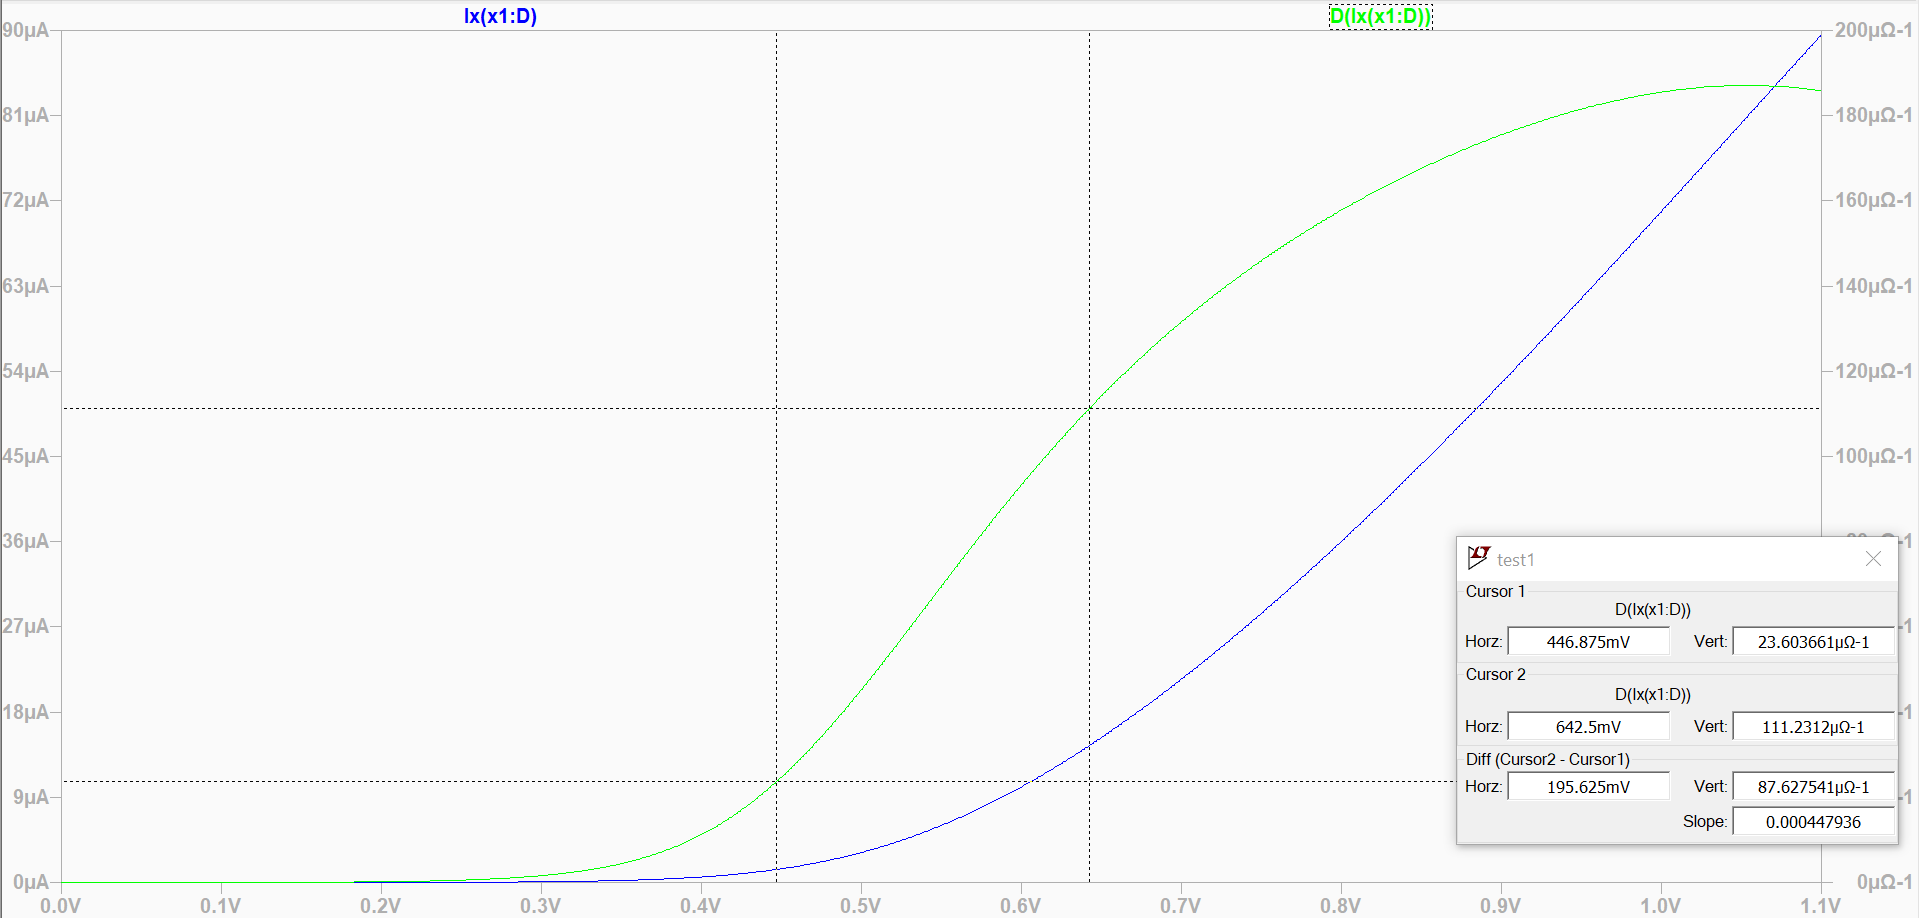 Ix(x1:D) D(Ix(x1:D))
90µA 200µΩ-1
81µA 180µΩ-1
72µA 160µΩ-1
63µA 140µΩ-1
54µA 120µΩ-1
45µA 100µΩ-1
36µA
27µA
18µA
9µA
0µA 0µΩ-1
0.0V 0.1V 0.2V 0.3V 0.4V 0.5V 0.6V 0.7V 0.8V 0.9V 1.0V 1.1V
test1
Cursor 1
D(Ix(x1:D))
Horz: 446.875mV Vert: 23.603661µΩ-1
Cursor 2
D(Ix(x1:D))
Horz: 642.5mV Vert: 111.2312µΩ-1
Diff (Cursor2 - Cursor1)
Horz: 195.625mV Vert: 87.627541µΩ-1
Slope: 0.000447936